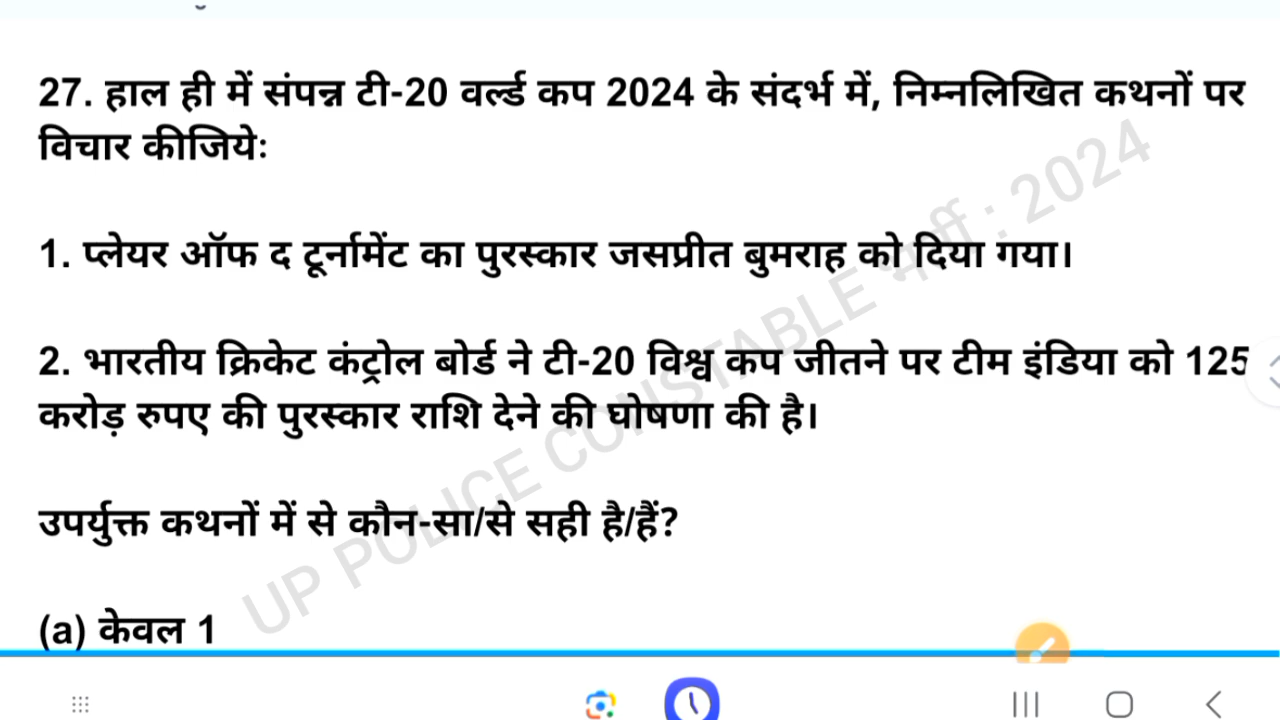 27. हाल ही में संपन्न टी-20 वर्ल्ड कप 2024 के संदर्भ में, निम्नलिखित कथनों पर
विचार कीजिये:
1. प्लेयर ऑफ द टूर्नामेंट का पुरस्कार जसप्रीत बुमराह को दिया गया।
2. भारतीय क्रिकेट कंट्रोल बोर्ड ने टी-20 विश्व कप जीतने पर टीम इंडिया को 125
करोड़ रुपए की पुरस्कार राशि देने की घोषणा की है।
उपर्युक्त कथनों में से कौन-सा/से सही है/हैं?
(a) केवल 1
UP POLICE CONSTABLE भर्ती : 2024